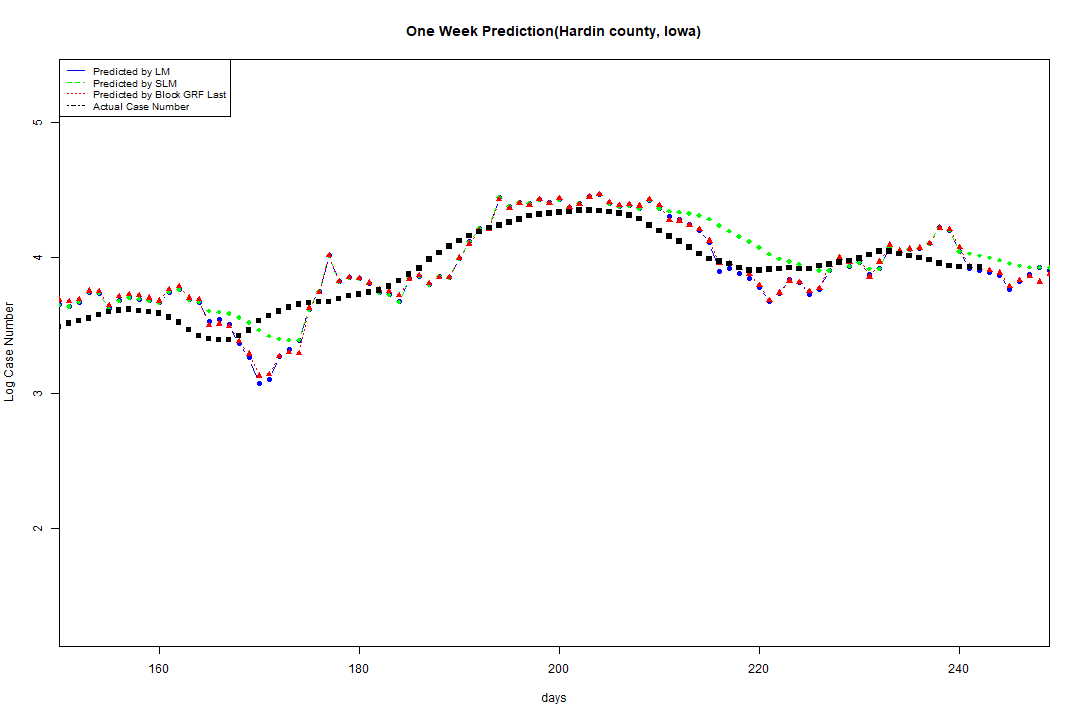 One Week Prediction(Hardin county, Iowa)
Predicted by LM
Predicted by SLM
Predicted by Block GRF Last
Actual Case Number
5
4
3
2
Log Case Number
160 180 200 220 240
days